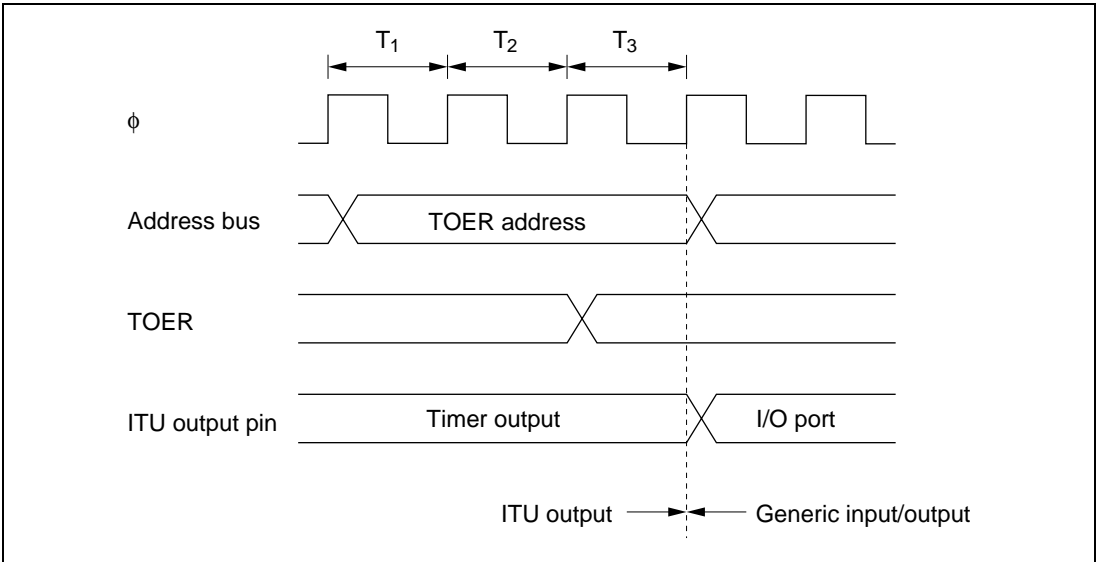 T1 T2 T3
φ
Address bus TOER address
TOER
ITU output pin Timer output I/O port
ITU output Generic input/output